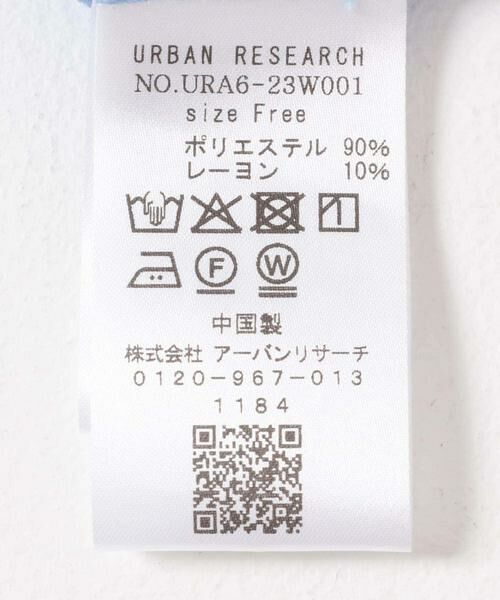 URBAN RESEARCH
NO.URA6-23W001
size Free
ポリエステル 90%
レーヨン 10%
F W
中国製
株式会社 アーバンリサーチ
0120-967-013
1184